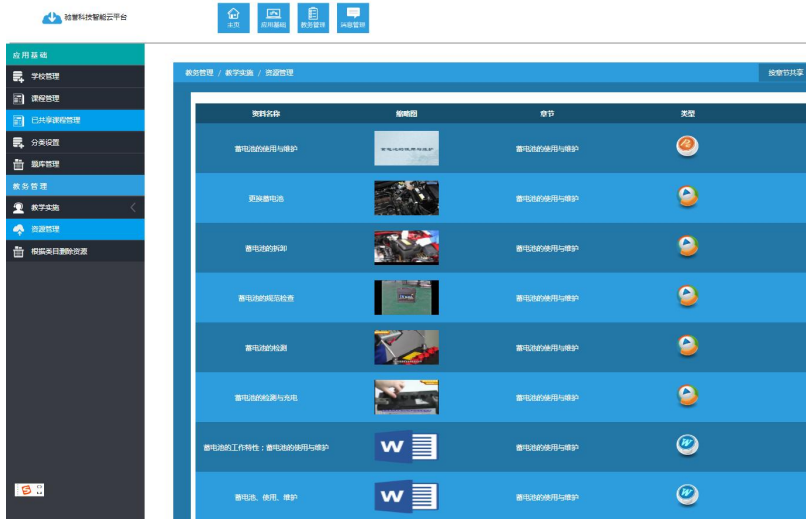 智能云平台
主页 应用基础 教务管理 消息管理
应用基础
学校管理
课程管理
已共享课程管理
分类设置
题库管理
教务管理
教学实施
资源管理
根据类目删除资源
教务管理 / 教学实施 / 资源管理 按章节共享
资料名称 缩略图 章节 类型
蓄电池的使用与维护 蓄电池的使用与维护 蓄电池的使用与维护
更换蓄电池 蓄电池的使用与维护
蓄电池的拆卸 蓄电池的使用与维护
蓄电池的规范检查 蓄电池的使用与维护
蓄电池的检测 蓄电池的使用与维护
蓄电池的检测与充电 蓄电池的使用与维护
蓄电池的工作特性；蓄电池的使用与维护 W 蓄电池的使用与维护
蓄电池、使用、维护 W 蓄电池的使用与维护